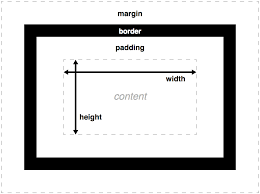 margin
border
padding
width
content
height